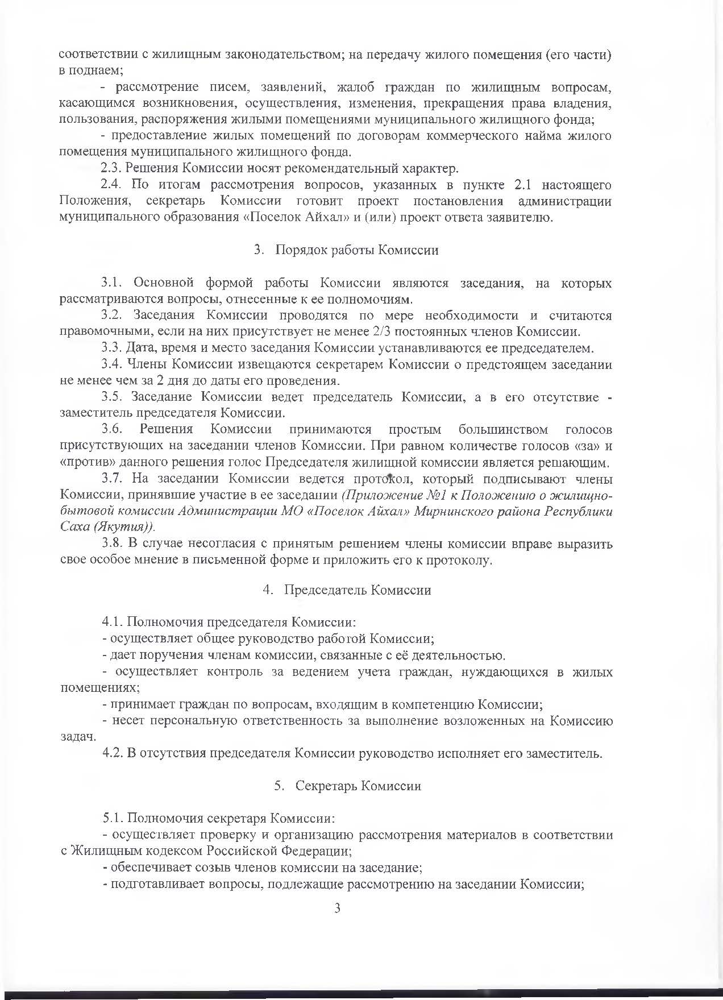 соответствии с жилищным законодательством; на передачу жилого помещения (его части)
в поднаем;
- рассмотрение писем, заявлений, жалоб граждан по жилищным вопросам,
касающимся возникновения, осуществления, изменения, прекращения права владения,
пользования, распоряжения жилыми помещениями муниципального жилищного фонда;
- предоставление жилых помещений по договорам коммерческого найма жилого
помещения муниципального жилищного фонда.
2.3. Решения Комиссии носят рекомендательный характер.
2.4. По итогам рассмотрения вопросов, указанных в пункте 2.1 настоящего
Положения, секретарь Комиссии готовит проект постановления администрации
муниципального образования «Поселок Айхал» и (или) проект ответа заявителю.
3. Порядок работы Комиссии
3.1. Основной формой работы Комиссии являются заседания, на которых
рассматриваются вопросы, отнесенные к ее полномочиям.
3.2. Заседания Комиссии проводятся по мере необходимости и считаются
правомочными, если на них присутствует не менее 2/3 постоянных членов Комиссии.
3.3. Дата, время и место заседания Комиссии устанавливаются ее председателем.
3.4. Члены Комиссии извещаются секретарем Комиссии о предстоящем заседании
не менее чем за 2 дня до даты его проведения.
3.5. Заседание Комиссии ведет председатель Комиссии, а в его отсутствие -
заместитель председателя Комиссии.
3.6. Решения Комиссии принимаются простым большинством голосов
присутствующих на заседании членов Комиссии. При равном количестве голосов «за» и
«против» данного решения голос Председателя жилищной комиссии является решающим.
3.7. На заседании Комиссии ведется протокол, который подписывают члены
Комиссии, принявшие участие в ее заседании (Приложение №1 к Положению о жилищно-
бытовой комиссии Администрации МО «Поселок Айхал» Мирнинского района Республики
Саха (Якутия)).
3.8. В случае несогласия с принятым решением члены комиссии вправе выразить
свое особое мнение в письменной форме и приложить его к протоколу.
4. Председатель Комиссии
4.1. Полномочия председателя Комиссии:
- осуществляет общее руководство работой Комиссии;
- дает поручения членам комиссии, связанные с её деятельностью.
- осуществляет контроль за ведением учета граждан, нуждающихся в жилых
помещениях;
- принимает граждан по вопросам, входящим в компетенцию Комиссии;
- несет персональную ответственность за выполнение возложенных на Комиссию
задач.
4.2. В отсутствия председателя Комиссии руководство исполняет его заместитель.
5. Секретарь Комиссии
5.1. Полномочия секретаря Комиссии:
- осуществляет проверку и организацию рассмотрения материалов в соответствии
с Жилищным кодексом Российской Федерации;
- обеспечивает созыв членов комиссии на заседание;
- подготавливает вопросы, подлежащие рассмотрению на заседании Комиссии;
3